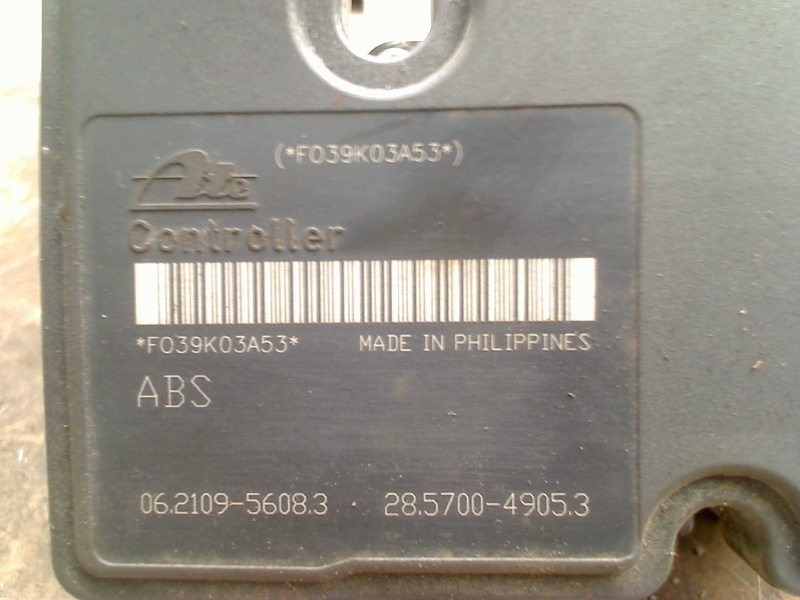 (*F039K03A53*)
Ate
Controller
*F039K03A53* MADE IN PHILIPPINES
ABS
06.2109-5608.3 · 28.5700-4905.3